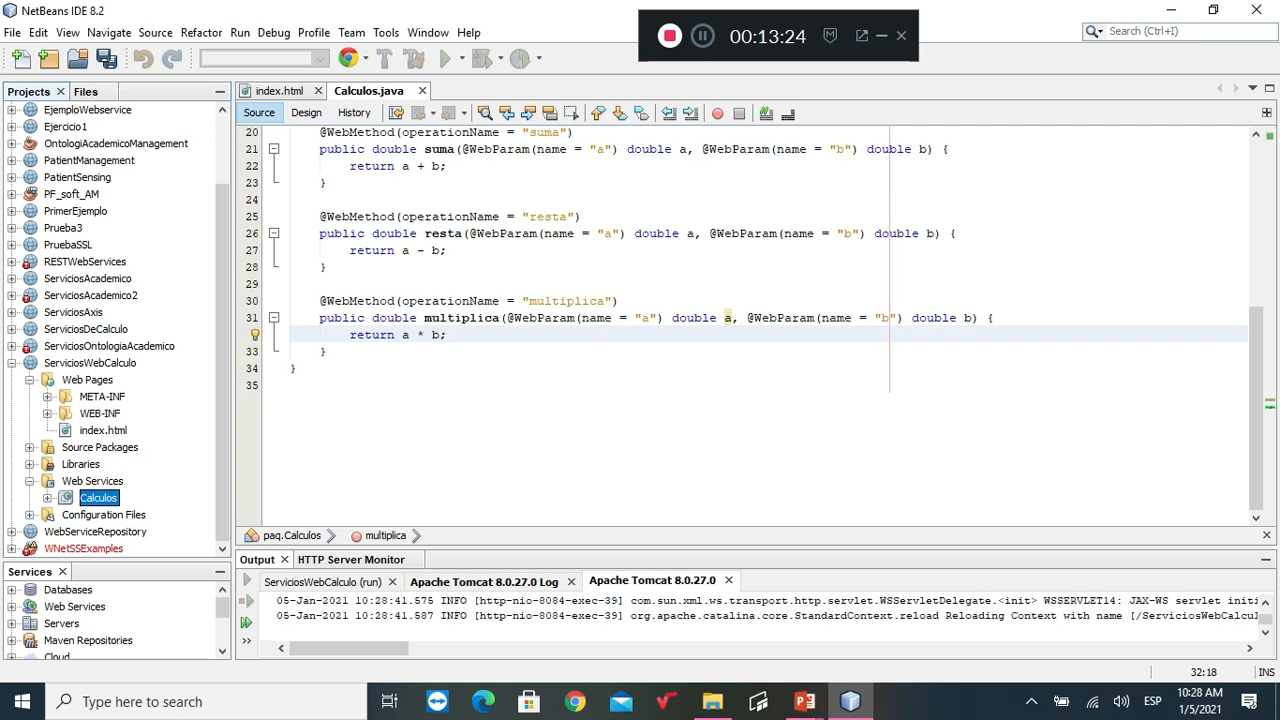 NetBeans IDE 8.2
00:13:24
File Edit View Navigate Source Refactor Run Debug Profile Team Tools Window Help
Search (Ctrl+I)
Projects Files
index.html Calculos.java
Source Design History
EjemploWebservice
Ejercicio1
OntologiAcademicoManagement
PatientManagement
PatientSensing
PF_soft_AM
PrimerEjemplo
Prueba3
PruebaSSL
RESTWebServices
ServiciosAcademico
ServiciosAcademico2
ServiciosAxis
ServiciosDeCalculo
ServiciosOntologiaAcademico
ServiciosWebCalculo
Web Pages
META-INF
WEB-INF
index.html
Source Packages
Libraries
Web Services
Calculos
Configuration Files
WebServiceRepository
WNetSSExamples
20 @WebMethod(operationName = "suma")
21 public double suma(@WebParam(name = "a") double a, @WebParam(name = "b") double b) {
22 return a + b;
23 }
24
25 @WebMethod(operationName = "resta")
26 public double resta(@WebParam(name = "a") double a, @WebParam(name = "b") double b) {
27 return a - b;
28 }
29
30 @WebMethod(operationName = "multiplica")
31 public double multiplica(@WebParam(name = "a") double a, @WebParam(name = "b") double b) {
return a * b;
33 }
34 }
35
paq.Calculos multiplica
Services
Databases
Web Services
Servers
Maven Repositories
Cloud
Output HTTP Server Monitor
ServiciosWebCalculo (run) Apache Tomcat 8.0.27.0 Log Apache Tomcat 8.0.27.0
05-Jan-2021 10:28:41.575 INFO [http-nio-8084-exec-39] com.sun.xml.ws.transport.http.servlet.WSServletDelegate.<init> WSSERVLET14: JAX-WS servlet initi
05-Jan-2021 10:28:41.587 INFO [http-nio-8084-exec-39] org.apache.catalina.core.StandardContext.reload Reloading Context with name [/ServiciosWebCalcul
32:18 INS
Type here to search
ESP
10:28 AM
1/5/2021